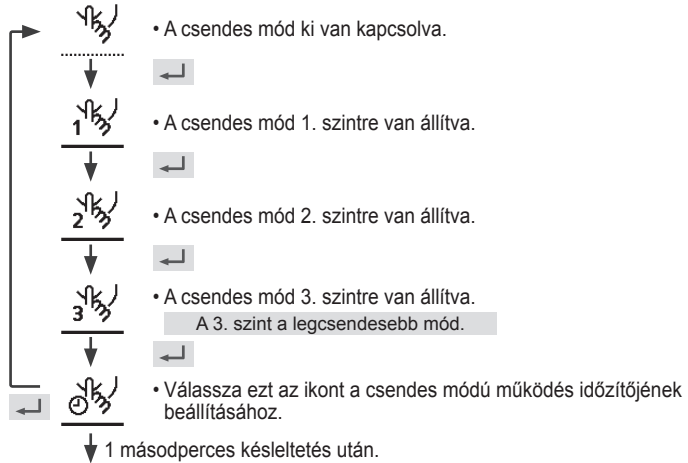 • A csendes mód ki van kapcsolva.
1
• A csendes mód 1. szintre van állítva.
2
• A csendes mód 2. szintre van állítva.
3
• A csendes mód 3. szintre van állítva.
A 3. szint a legcsendesebb mód.
• Válassza ezt az ikont a csendes módú működés időzítőjének
beállításához.
1 másodperces késleltetés után.